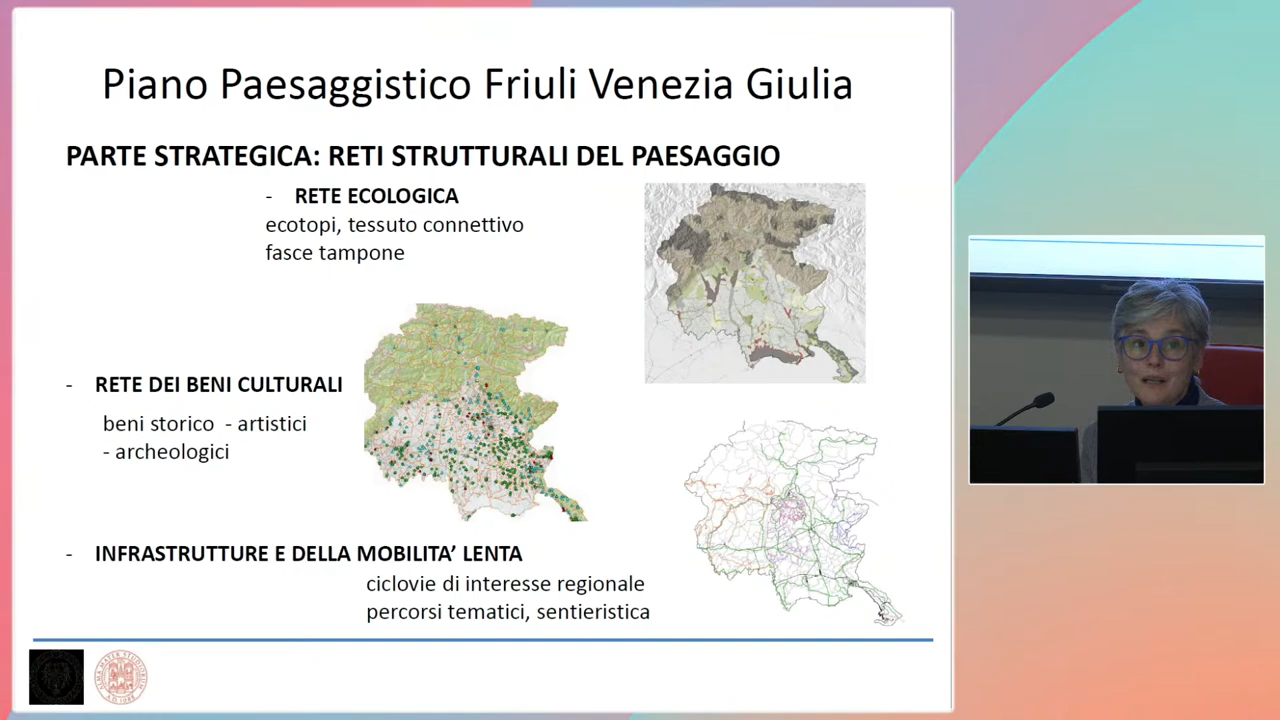 Piano Paesaggistico Friuli Venezia Giulia
PARTE STRATEGICA: RETI STRUTTURALI DEL PAESAGGIO
- RETE ECOLOGICA
ecotopi, tessuto connettivo
fasce tampone
- RETE DEI BENI CULTURALI
beni storico - artistici
- archeologici
- INFRASTRUTTURE E DELLA MOBILITA’ LENTA
ciclovie di interesse regionale
percorsi tematici, sentieristica